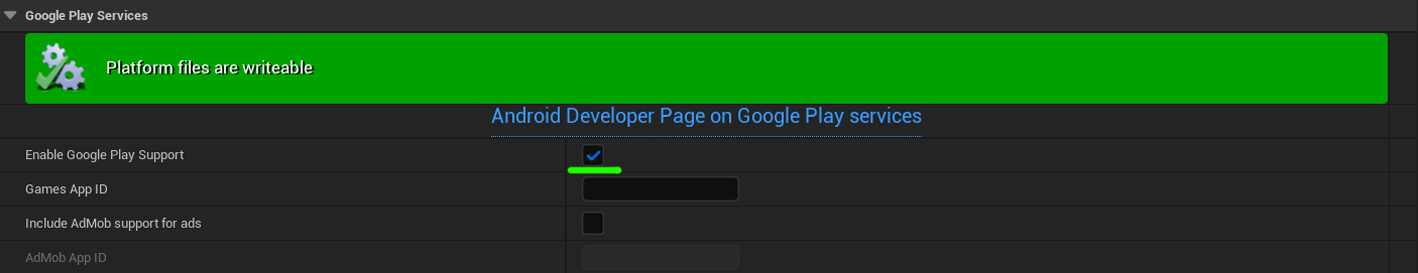 Google Play Services
Platform files are writeable
Android Developer Page on Google Play services
Enable Google Play Support
Games App ID
Include AdMob support for ads
AdMob App ID